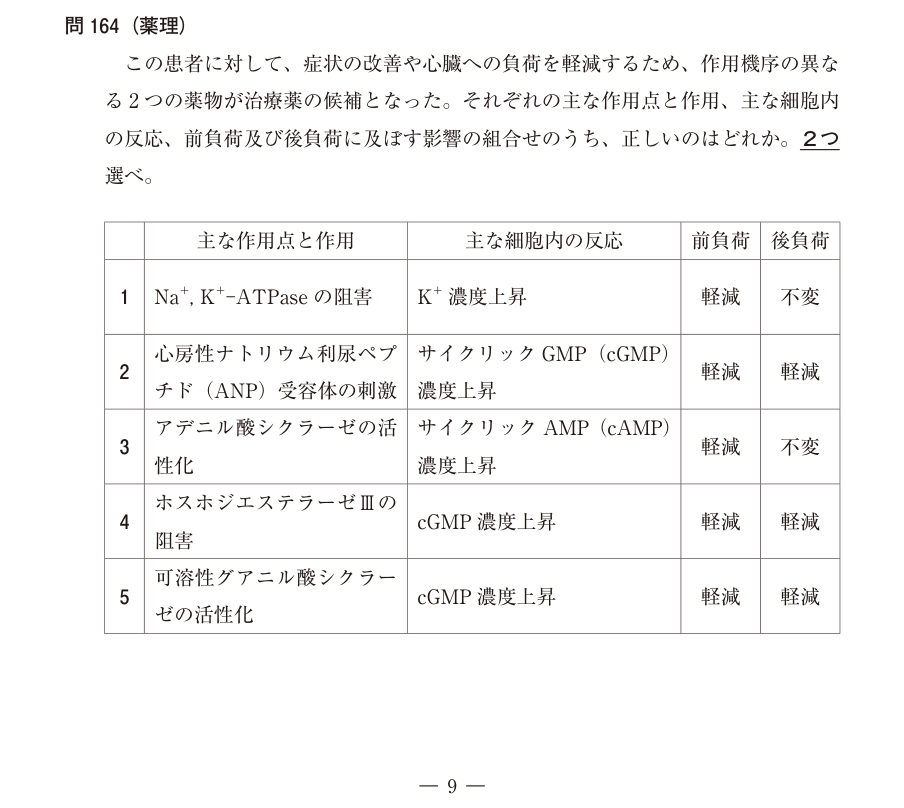 問 164（薬理）
この患者に対して、症状の改善や心臓への負荷を軽減するため、作用機序の異な
る２つの薬物が治療薬の候補となった。それぞれの主な作用点と作用、主な細胞内
の反応、前負荷及び後負荷に及ぼす影響の組合せのうち、正しいのはどれか。２つ
選べ。
主な作用点と作用 主な細胞内の反応 前負荷 後負荷
1 Na⁺, K⁺-ATPase の阻害 K⁺ 濃度上昇 軽減 不変
2 心房性ナトリウム利尿ペプ
チド（ANP）受容体の刺激 サイクリック GMP（cGMP）
濃度上昇 軽減 軽減
3 アデニル酸シクラーゼの活
性化 サイクリック AMP（cAMP）
濃度上昇 軽減 不変
4 ホスホジエステラーゼⅢの
阻害 cGMP 濃度上昇 軽減 軽減
5 可溶性グアニル酸シクラー
ゼの活性化 cGMP 濃度上昇 軽減 軽減
— 9 —